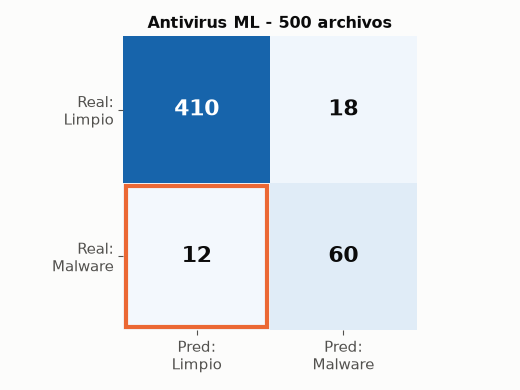 Antivirus ML - 500 archivos
Real:
Limpio
410
18
Real:
Malware
12
60
Pred:
Limpio
Pred:
Malware